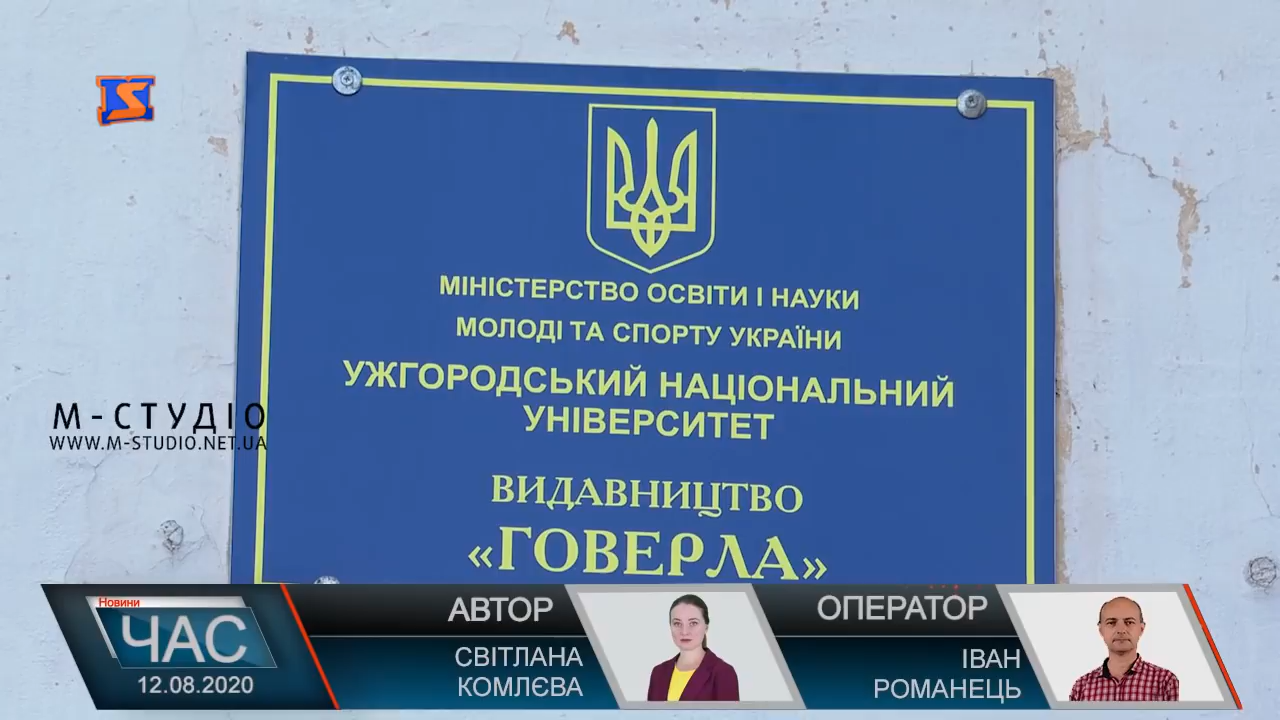 МІНІСТЕРСТВО ОСВІТИ І НАУКИ
МОЛОДІ ТА СПОРТУ УКРАЇНИ
УЖГОРОДСЬКИЙ НАЦІОНАЛЬНИЙ
УНІВЕРСИТЕТ
ВИДАВНИЦТВО
«ГОВЕРЛА»
М-СТУДІО
WWW.M-STUDIO.NET.UA
Новини
ЧАС
12.08.2020
АВТОР
СВІТЛАНА
КОМЛЄВА
ОПЕРАТОР
ІВАН
РОМАНЕЦЬ